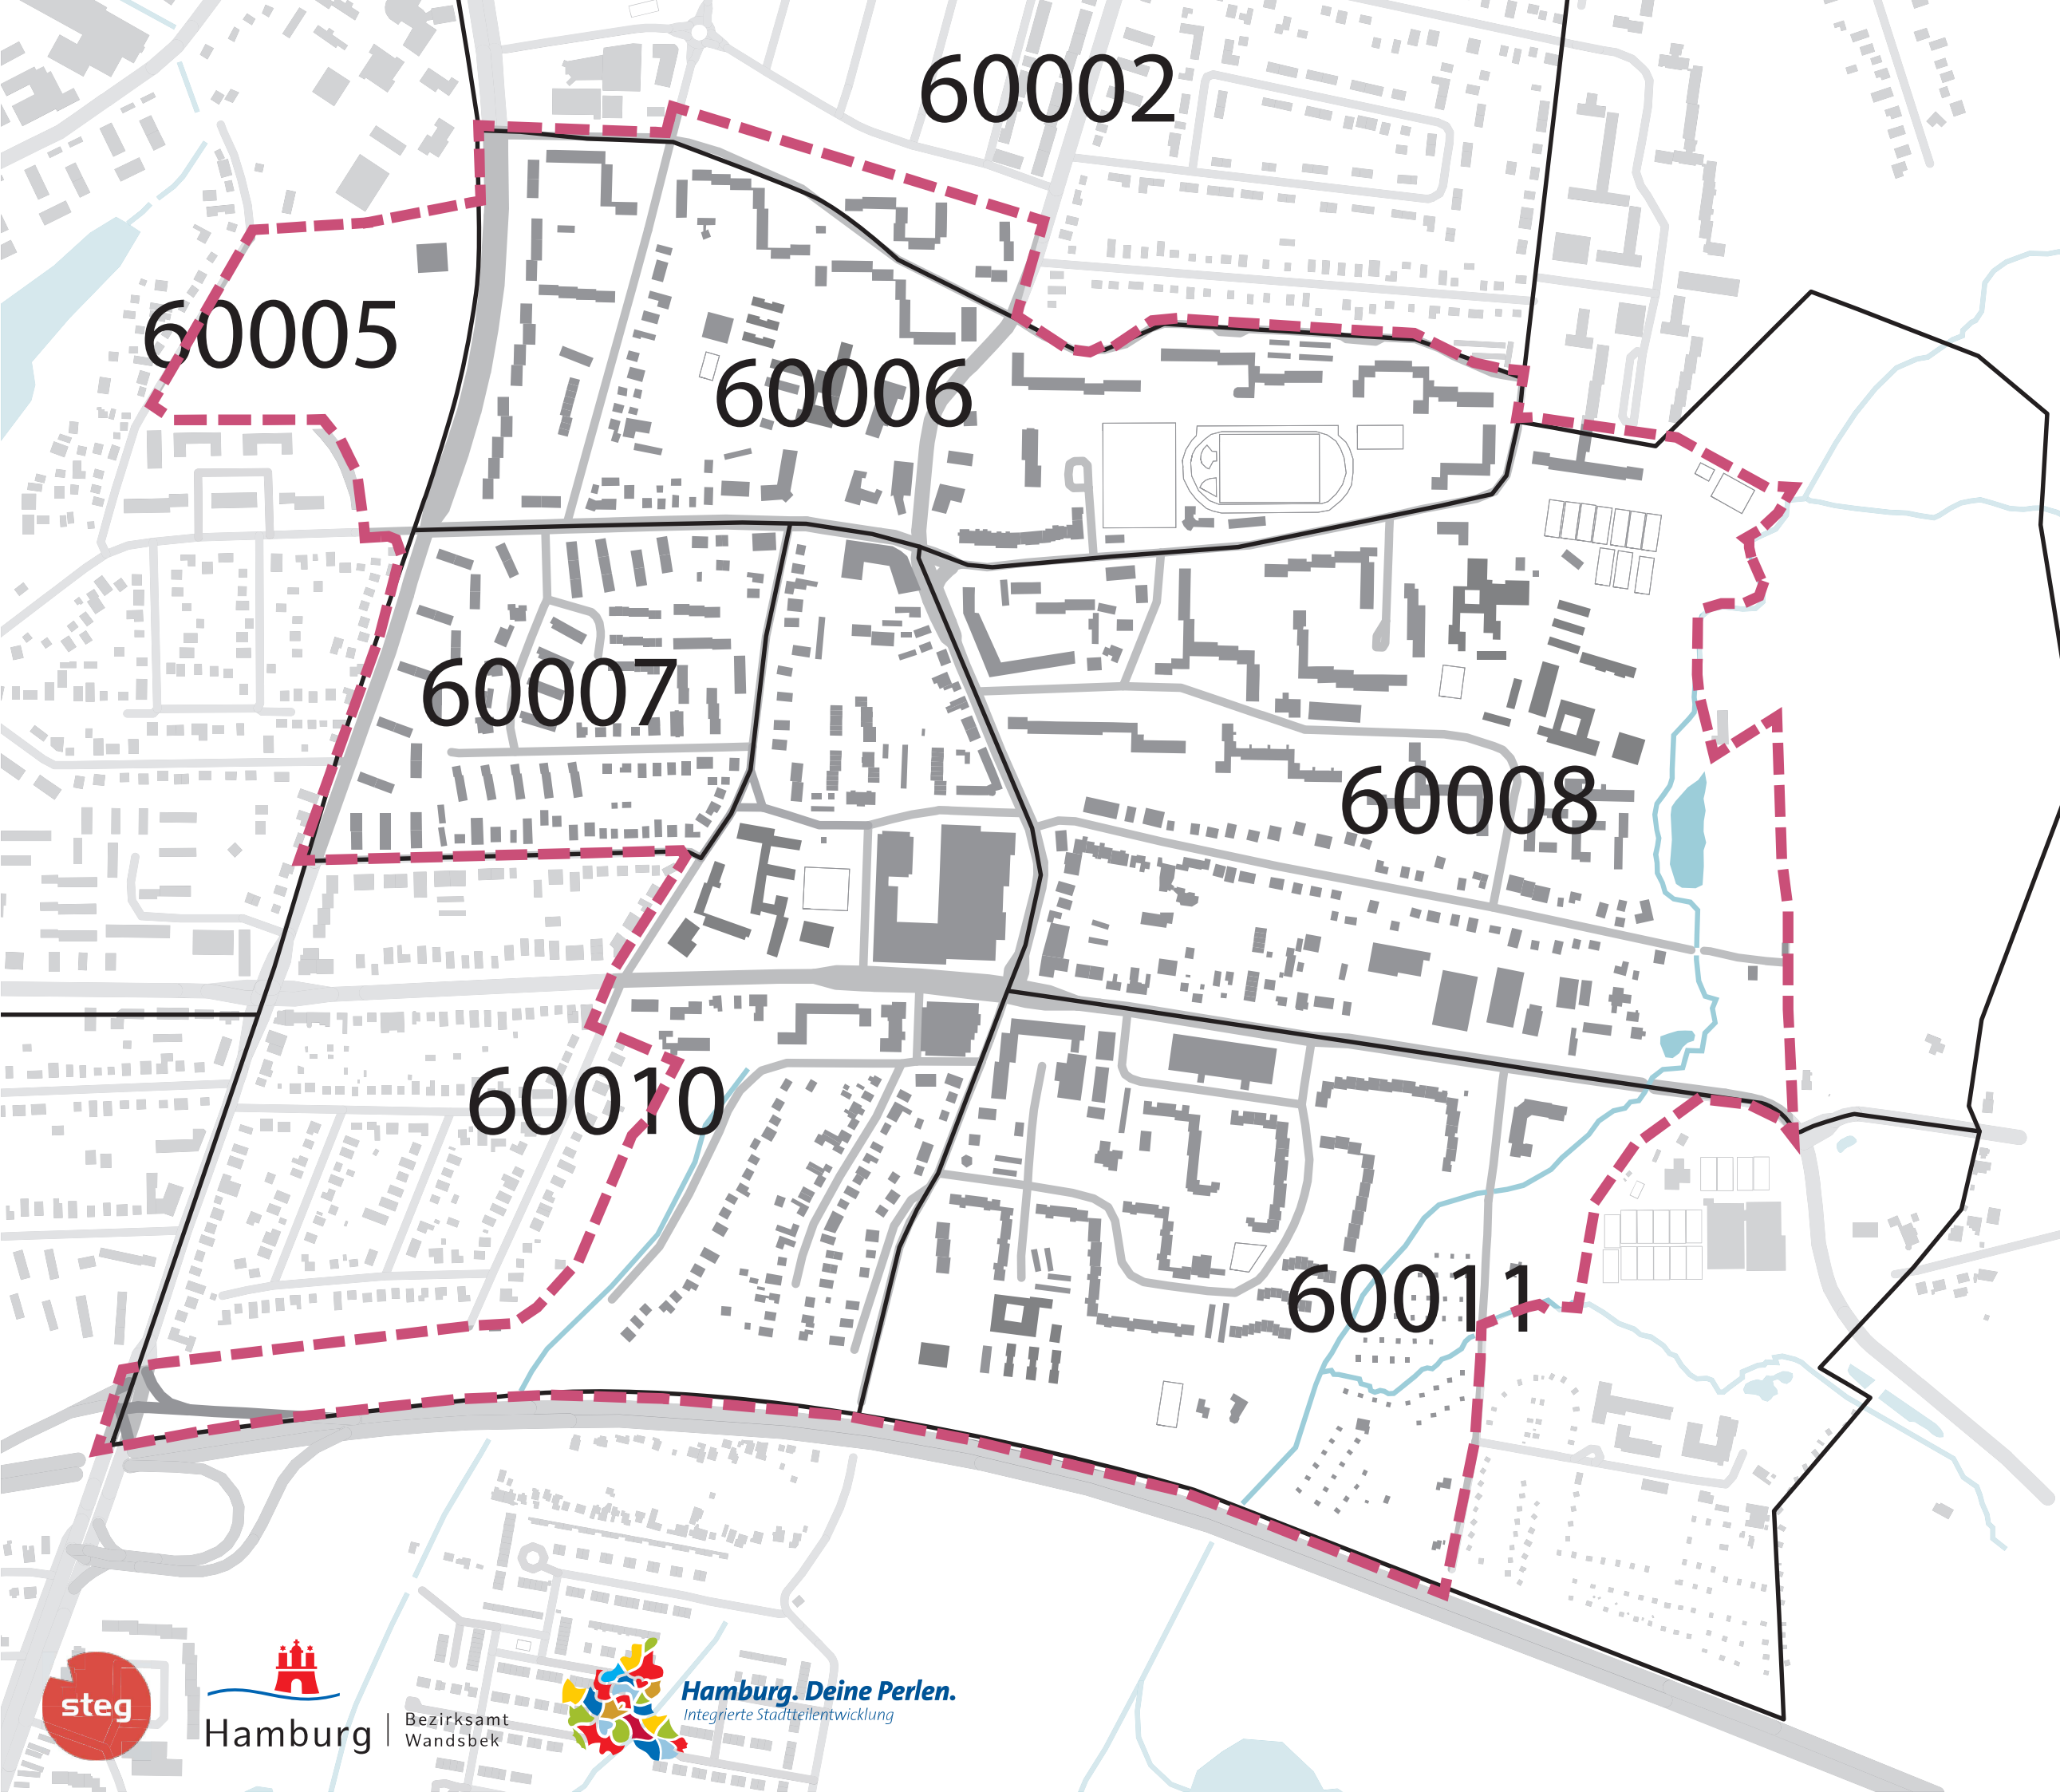 60002
60005
60006
60007
60008
60010
60011
steg
Hamburg
Bezirksamt
Wandsbek
Hamburg. Deine Perlen.
Integrierte Stadtteilentwicklung